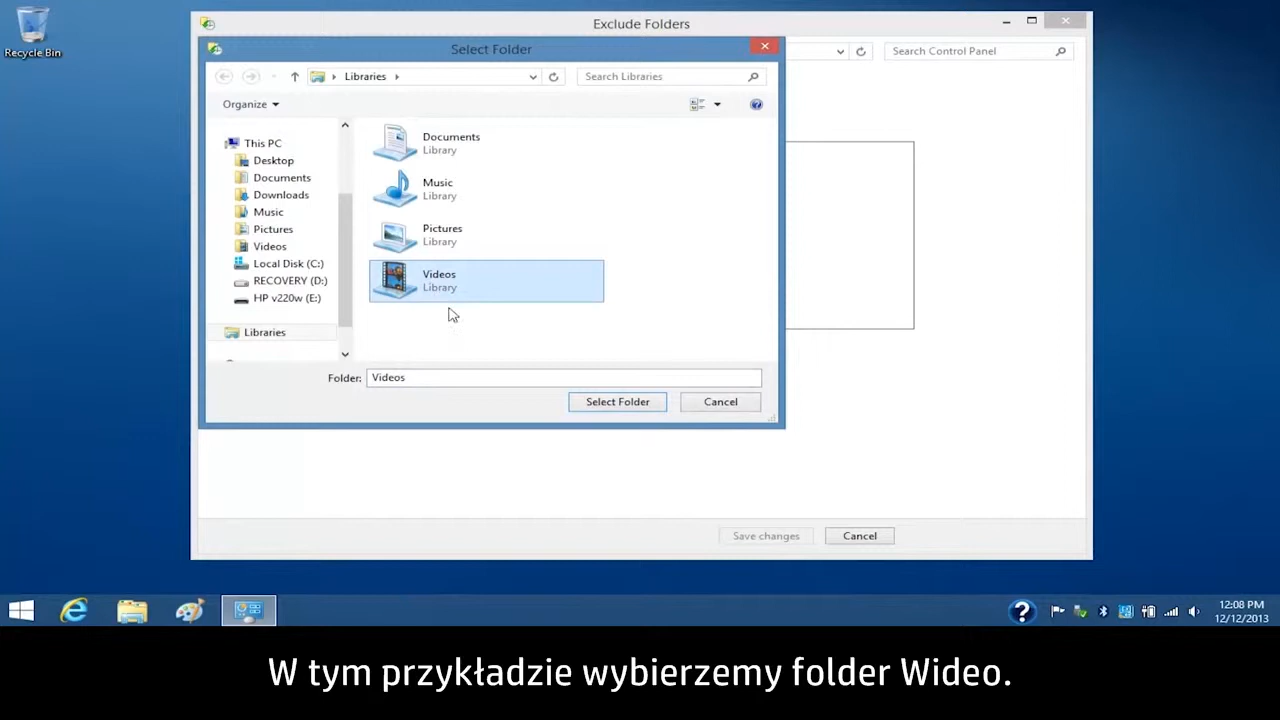 Recycle Bin
Exclude Folders
Search Control Panel
Select Folder
Libraries
Search Libraries
Organize
This PC
Desktop
Documents
Downloads
Music
Pictures
Videos
Local Disk (C:)
RECOVERY (D:)
HP v220w (E:)
Libraries
Documents
Library
Music
Library
Pictures
Library
Videos
Library
Folder: Videos
Select Folder Cancel
Save changes Cancel
12:08 PM
12/12/2013
W tym przykładzie wybierzemy folder Wideo.